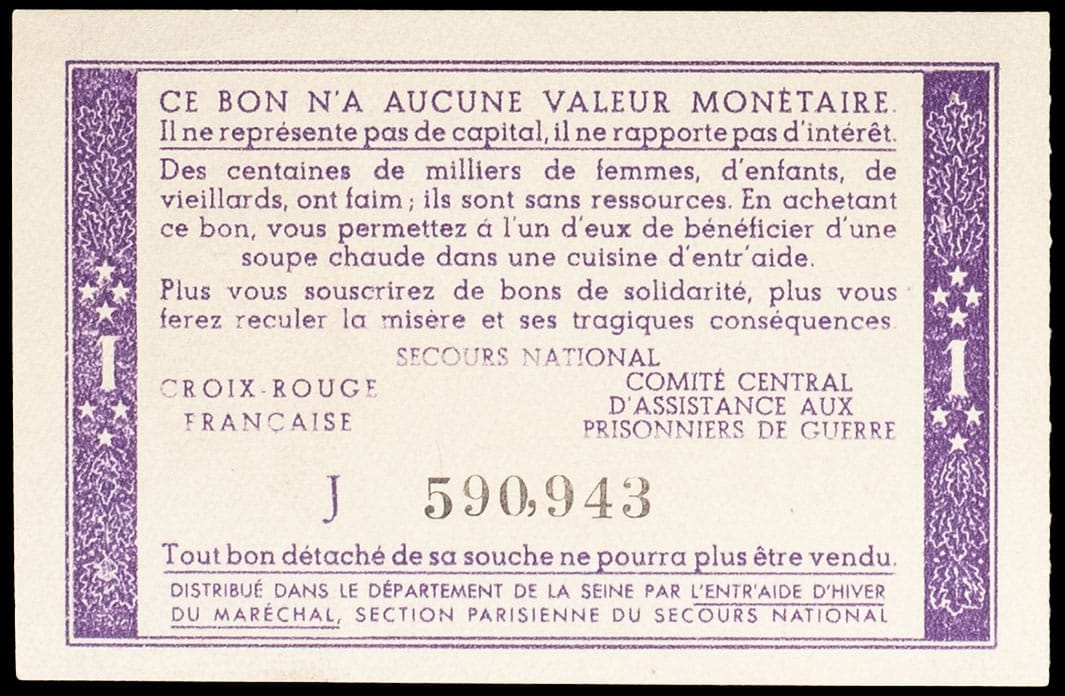 CE BON N'A AUCUNE VALEUR MONÉTAIRE.
Il ne représente pas de capital, il ne rapporte pas d'intérêt.
Des centaines de milliers de femmes, d'enfants, de
vieillards, ont faim ; ils sont sans ressources. En achetant
ce bon, vous permettez à l'un d'eux de bénéficier d'une
soupe chaude dans une cuisine d'entr'aide.
Plus vous souscrirez de bons de solidarité, plus vous
ferez reculer la misère et ses tragiques conséquences
SECOURS NATIONAL
CROIX-ROUGE
FRANÇAISE
COMITÉ CENTRAL
D'ASSISTANCE AUX
PRISONNIERS DE GUERRE
1
1
J 590,943
Tout bon détaché de sa souche ne pourra plus être vendu.
DISTRIBUÉ DANS LE DÉPARTEMENT DE LA SEINE PAR L'ENTR'AIDE D'HIVER
DU MARÉCHAL, SECTION PARISIENNE DU SECOURS NATIONAL